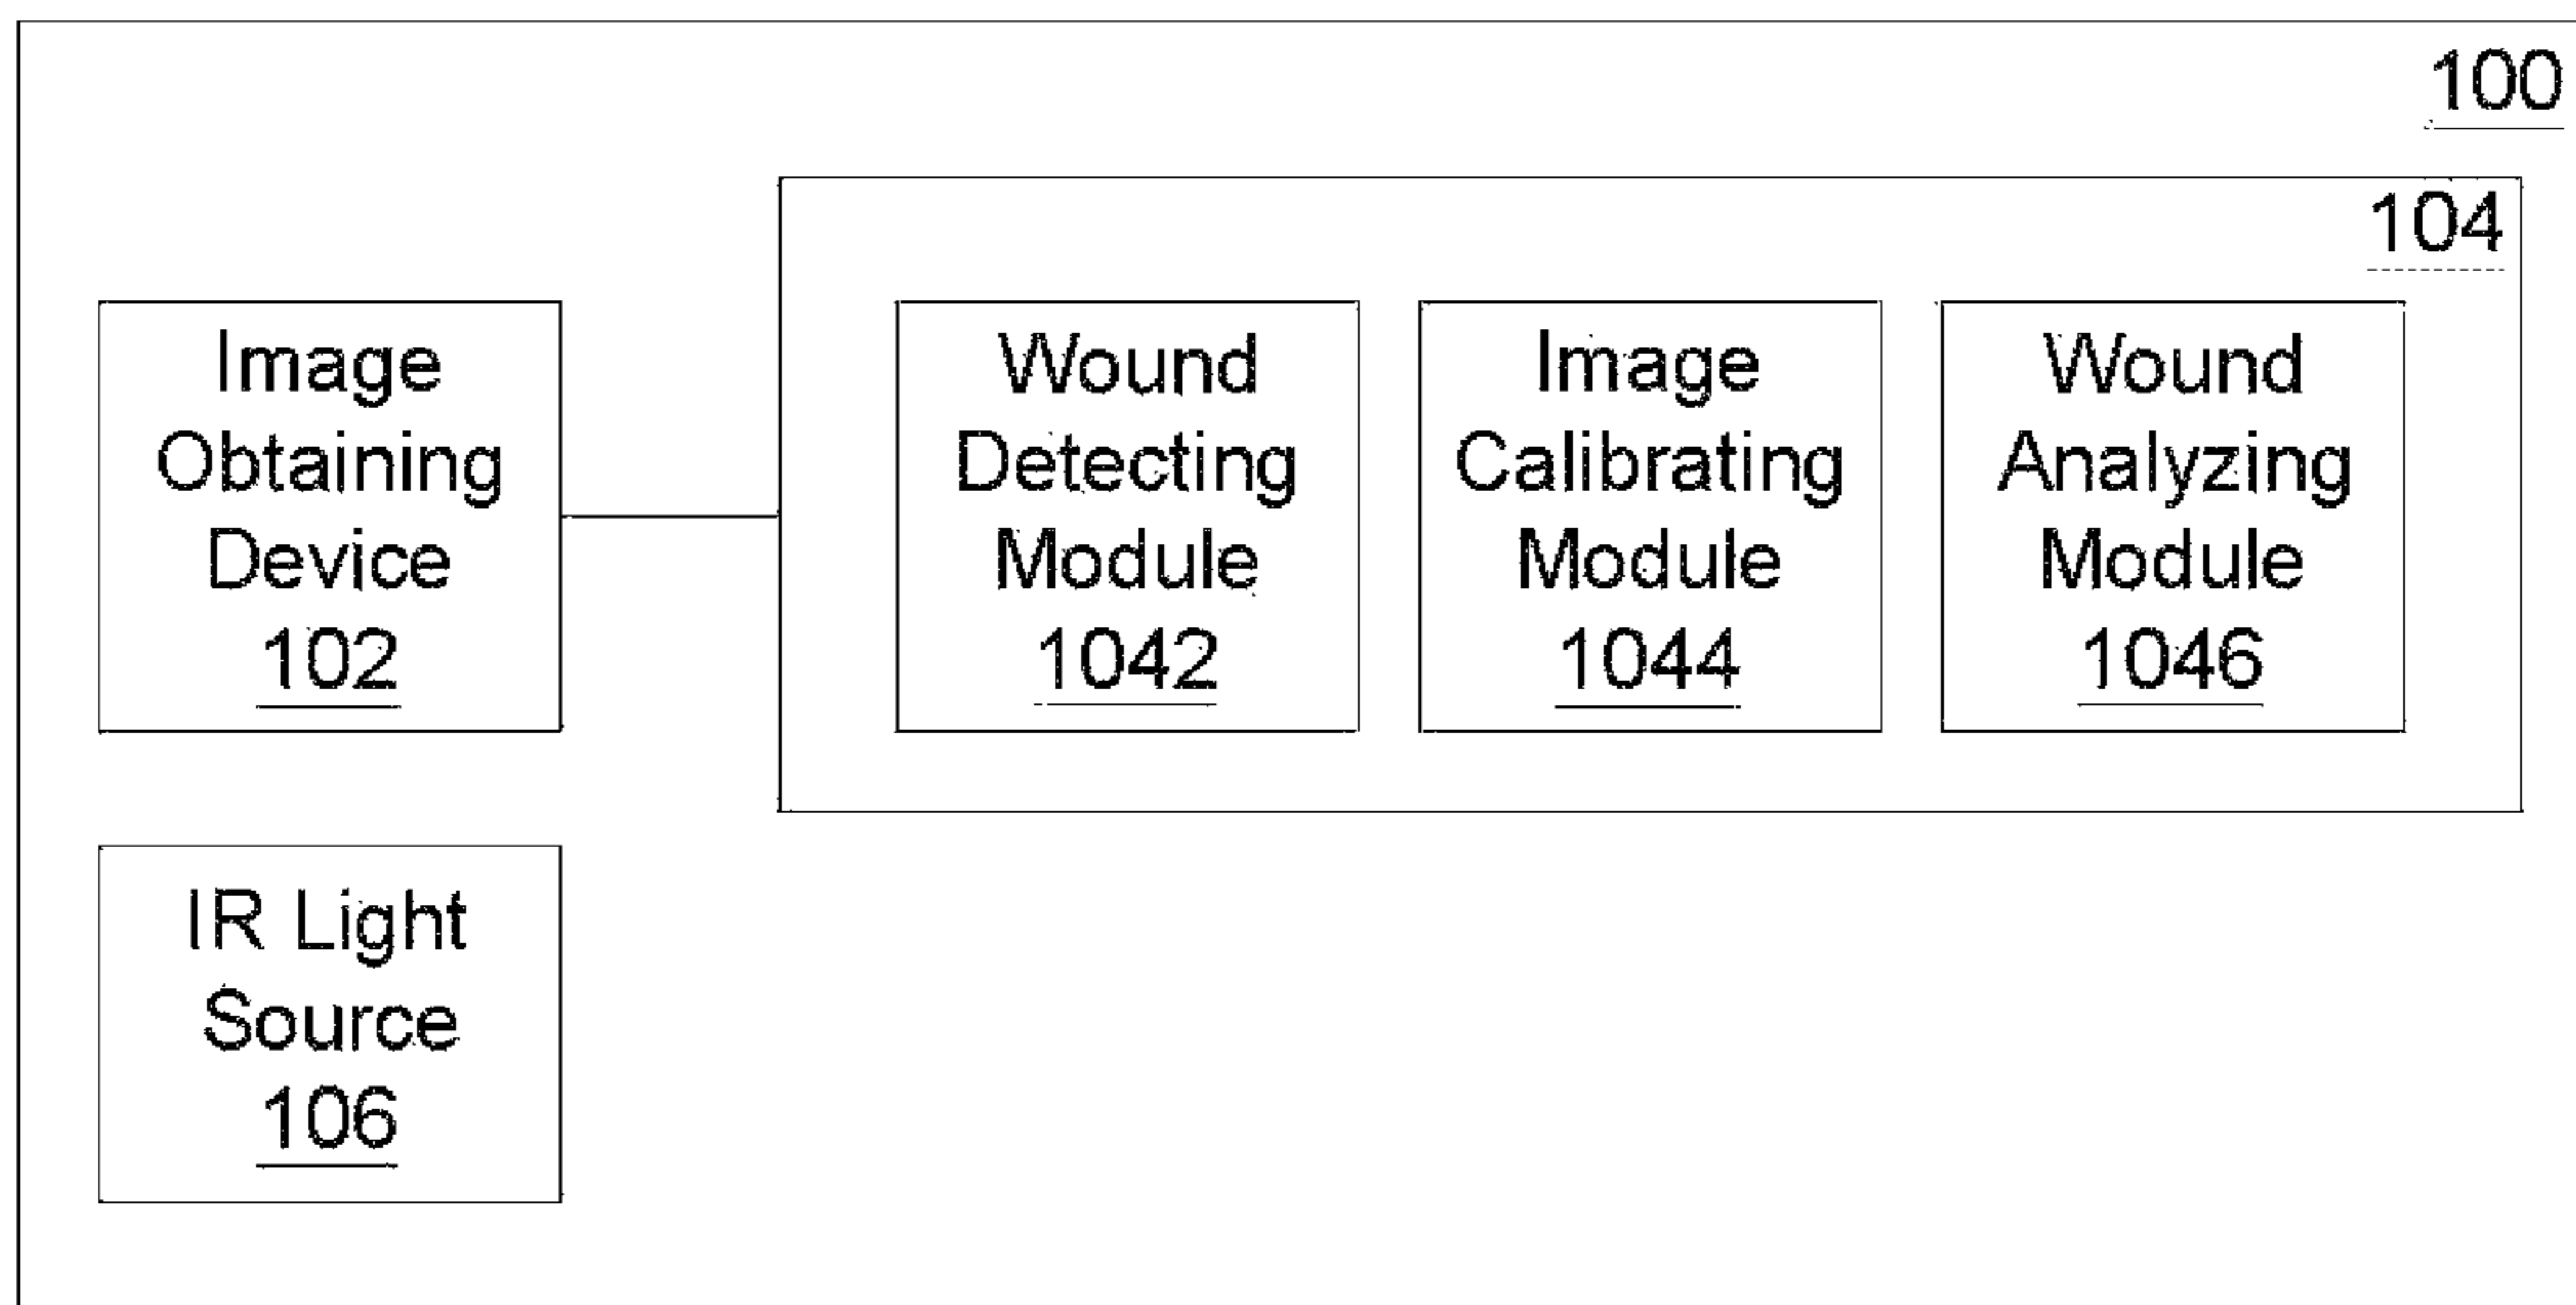 100
104
Image
Obtaining
Device
102
Wound
Detecting
Module
1042
Image
Calibrating
Module
1044
Wound
Analyzing
Module
1046
IR Light
Source
106